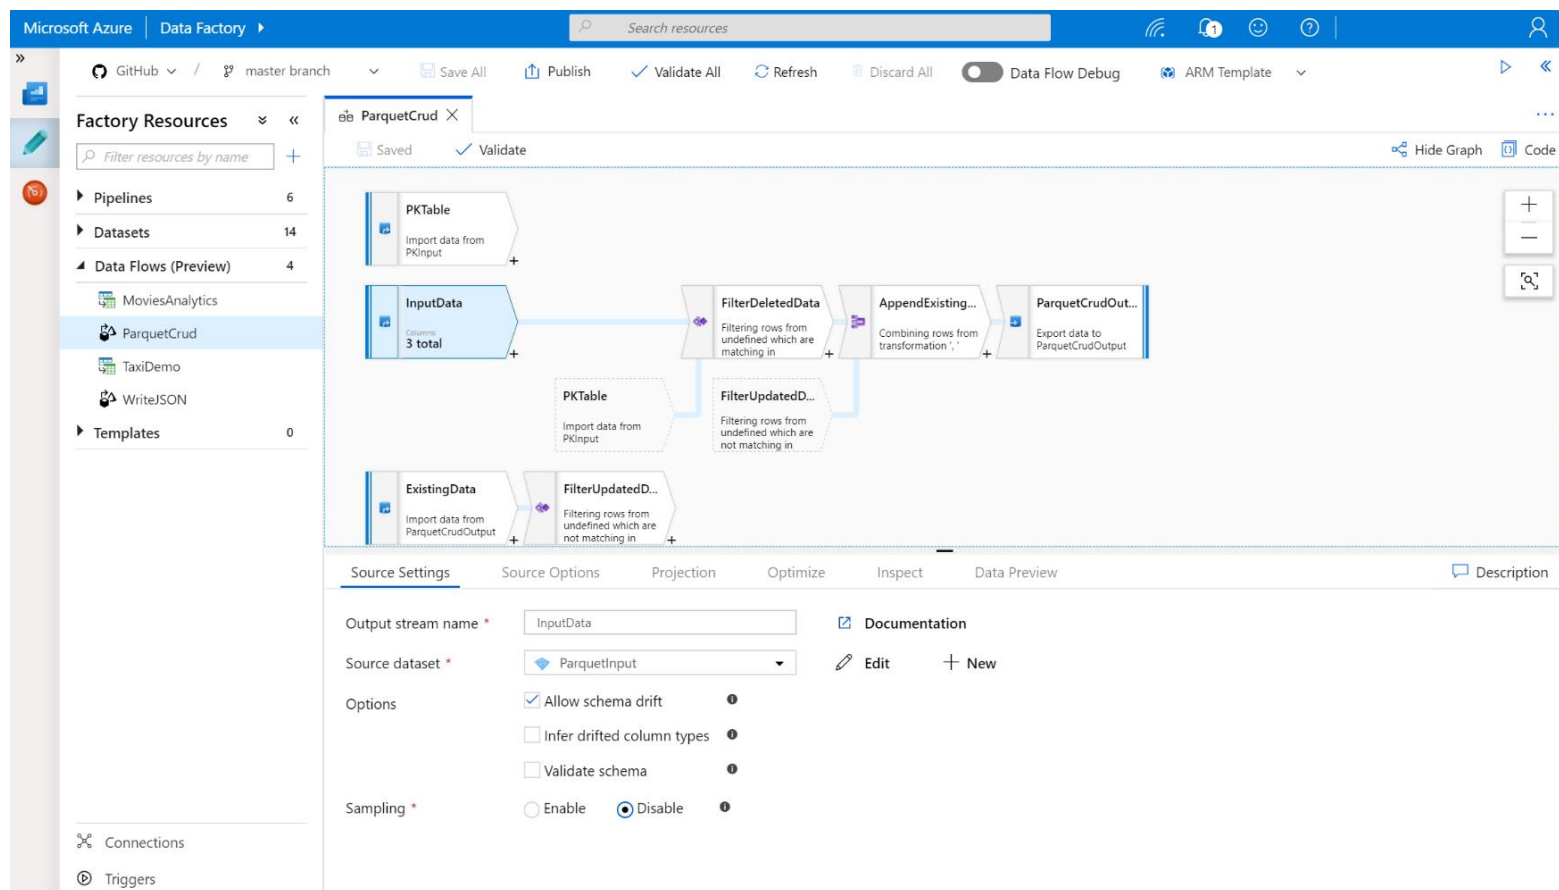 Microsoft Azure Data Factory Search resources 1
GitHub / master branch Save All Publish Validate All Refresh Discard All Data Flow Debug ARM Template
Factory Resources
Filter resources by name
Pipelines 6
Datasets 14
Data Flows (Preview) 4
MoviesAnalytics
ParquetCrud
TaxiDemo
WriteJSON
Templates 0
Connections
Triggers
ParquetCrud
Saved Validate Hide Graph Code
PKTable
Import data from
PKInput
InputData
Columns:
3 total
FilterDeletedData
Filtering rows from
undefined which are
matching in
AppendExisting...
Combining rows from
transformation ', '
ParquetCrudOut...
Export data to
ParquetCrudOutput
PKTable
Import data from
PKInput
FilterUpdatedD...
Filtering rows from
undefined which are
not matching in
ExistingData
Import data from
ParquetCrudOutput
FilterUpdatedD...
Filtering rows from
undefined which are
not matching in
Source Settings Source Options Projection Optimize Inspect Data Preview Description
Output stream name * InputData Documentation
Source dataset * ParquetInput Edit New
Options Allow schema drift
Infer drifted column types
Validate schema
Sampling * Enable Disable